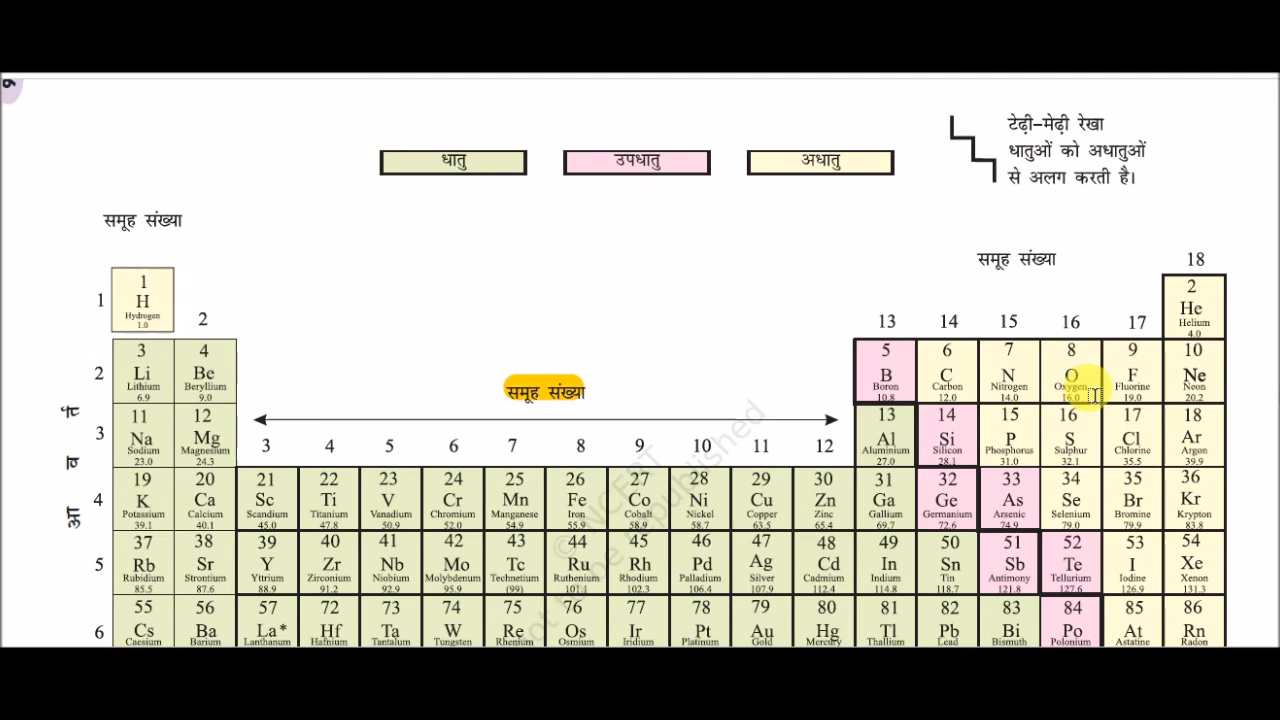 9
टेढ़ी-मेढ़ी रेखा
धातुओं को अधातुओं
से अलग करती है।
धातु उपधातु अधातु
समूह संख्या
समूह संख्या 18
1 1 2
H He
Hydrogen Helium
1.0 4.0
2 13 14 15 16 17
2 3 4 5 6 7 8 9 10
Li Be B C N O F Ne
Lithium Beryllium Boron Carbon Nitrogen Oxygen Fluorine Neon
6.9 9.0 10.8 12.0 14.0 16.0 19.0 20.2
समूह संख्या
आवर्त
3 11 12 13 14 15 16 17 18
Na Mg Al Si P S Cl Ar
Sodium Magnesium Aluminium Silicon Phosphorus Sulphur Chlorine Argon
23.0 24.3 27.0 28.1 31.0 32.1 35.5 39.9
3 4 5 6 7 8 9 10 11 12
4 19 20 21 22 23 24 25 26 27 28 29 30 31 32 33 34 35 36
K Ca Sc Ti V Cr Mn Fe Co Ni Cu Zn Ga Ge As Se Br Kr
Potassium Calcium Scandium Titanium Vanadium Chromium Manganese Iron Cobalt Nickel Copper Zinc Gallium Germanium Arsenic Selenium Bromine Krypton
39.1 40.1 45.0 47.8 50.9 52.0 54.9 55.9 58.9 58.7 63.5 65.4 69.7 72.6 74.9 79.0 79.9 83.8
5 37 38 39 40 41 42 43 44 45 46 47 48 49 50 51 52 53 54
Rb Sr Y Zr Nb Mo Tc Ru Rh Pd Ag Cd In Sn Sb Te I Xe
Rubidium Strontium Yttrium Zirconium Niobium Molybdenum Technetium Ruthenium Rhodium Palladium Silver Cadmium Indium Tin Antimony Tellurium Iodine Xenon
85.5 87.6 88.9 91.2 92.9 95.9 (99) 101.1 102.3 106.4 107.9 112.4 114.8 118.7 121.8 127.6 126.9 131.3
6 55 56 57 72 73 74 75 76 77 78 79 80 81 82 83 84 85 86
Cs Ba La* Hf Ta W Re Os Ir Pt Au Hg Tl Pb Bi Po At Rn
Caesium Barium Lanthanum Hafnium Tantalum Tungsten Rhenium Osmium Iridium Platinum Gold Mercury Thallium Lead Bismuth Polonium Astatine Radon
© NCERT
not to be republished